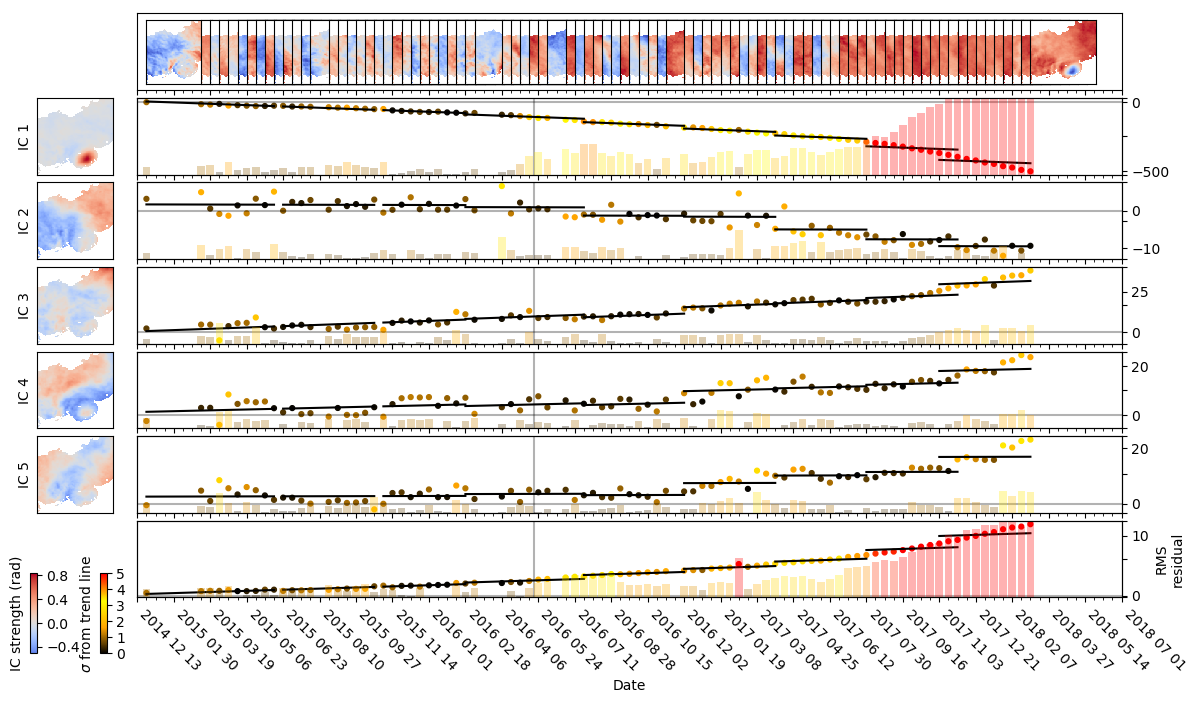 IC 1
0
−500
IC 2
0
−10
IC 3
25
0
IC 4
20
0
IC 5
20
0
10
0
RMS
residual
IC strength (rad)
0.8
0.4
0.0
−0.4
σ from trend line
5
4
3
2
1
0
2014 12 13
2015 01 30
2015 03 19
2015 05 06
2015 06 23
2015 08 10
2015 09 27
2015 11 14
2016 01 01
2016 02 18
2016 04 06
2016 05 24
2016 07 11
2016 08 28
2016 10 15
2016 12 02
2017 01 19
2017 03 08
2017 04 25
2017 06 12
2017 07 30
2017 09 16
2017 11 03
2017 12 21
2018 02 07
2018 03 27
2018 05 14
2018 07 01
Date